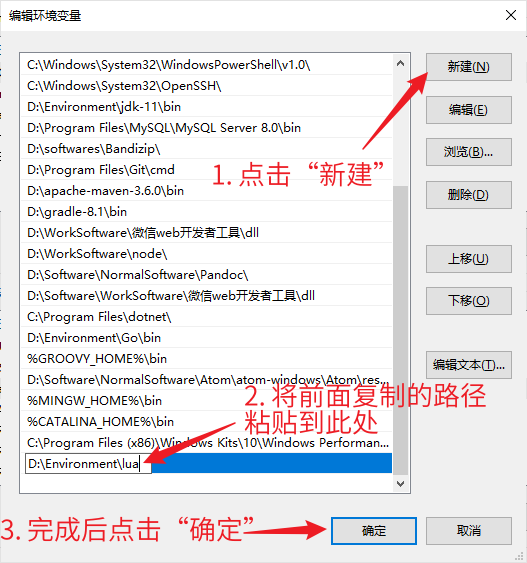 编辑环境变量
C:\Windows\System32\WindowsPowerShell\v1.0\
C:\Windows\System32\OpenSSH\
D:\Environment\jdk-11\bin
D:\Program Files\MySQL\MySQL Server 8.0\bin
D:\softwares\Bandizip\
D:\Program Files\Git\cmd
D:\apache-maven-3.6.0\bin
D:\gradle-8.1\bin
D:\WorkSoftware\微信web开发者工具\dll
D:\WorkSoftware\node\
D:\Software\NormalSoftware\Pandoc\
D:\Software\WorkSoftware\微信web开发者工具\dll
C:\Program Files\dotnet\
D:\Environment\Go\bin
%GROOVY_HOME%\bin
D:\Software\NormalSoftware\Atom\atom-windows\Atom\res...
%MINGW_HOME%\bin
%CATALINA_HOME%\bin
C:\Program Files (x86)\Windows Kits\10\Windows Performan...
D:\Environment\lua
新建(N)
编辑(E)
浏览(B)...
删除(D)
上移(U)
下移(O)
编辑文本(T)...
1. 点击“新建”
2. 将前面复制的路径
粘贴到此处
3. 完成后点击“确定”
确定
取消